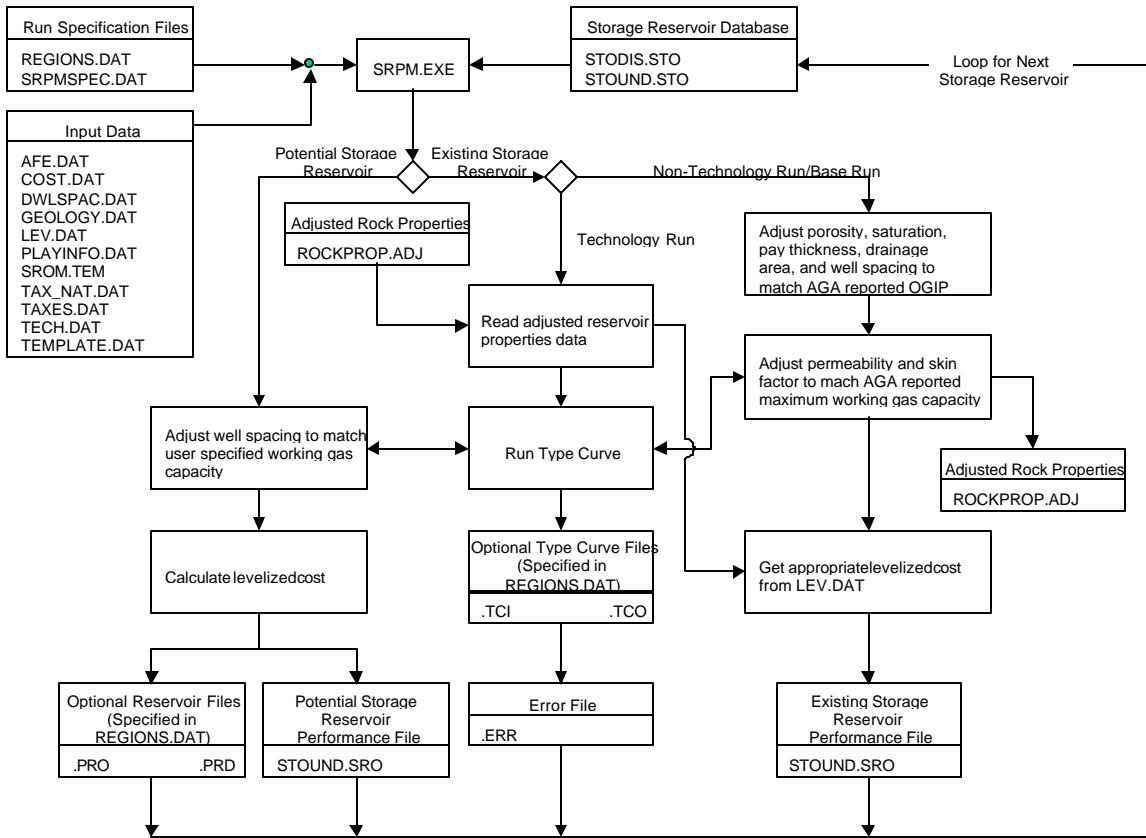 Run Specification Files
REGIONS.DAT
SRPMSPEC.DAT
SRPM.EXE
Storage Reservoir Database
STODIS.STO
STOUND.STO
Loop for Next
Storage Reservoir
Input Data
AFE.DAT
COST.DAT
DWLSPAC.DAT
GEOLOGY.DAT
LEV.DAT
PLAYINFO.DAT
SROM.TEM
TAX_NAT.DAT
TAXES.DAT
TECH.DAT
TEMPLATE.DAT
Potential Storage
Reservoir
Existing Storage
Reservoir
Non-Technology Run/Base Run
Adjusted Rock Properties
ROCKPROP.ADJ
Technology Run
Adjust porosity, saturation,
pay thickness, drainage
area, and well spacing to
match AGA reported OGIP
Read adjusted reservoir
properties data
Adjust permeability and skin
factor to mach AGA reported
maximum working gas capacity
Adjust well spacing to match
user specified working gas
capacity
Run Type Curve
Adjusted Rock Properties
ROCKPROP.ADJ
Calculate levelizedcost
Optional Type Curve Files
(Specified in
REGIONS.DAT)
.TCI .TCO
Get appropriatelevelizedcost
from LEV.DAT
Optional Reservoir Files
(Specified in
REGIONS.DAT)
.PRO .PRD
Potential Storage
Reservoir
Performance File
STOUND.SRO
Error File
.ERR
Existing Storage
Reservoir
Performance File
STOUND.SRO